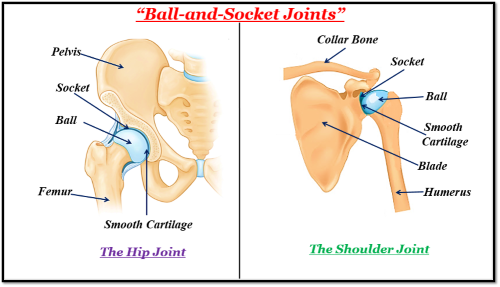 “Ball-and-Socket Joints”
Pelvis
Socket
Ball
Femur
Smooth Cartilage
The Hip Joint
Collar Bone
Socket
Ball
Smooth
Cartilage
Blade
Humerus
The Shoulder Joint